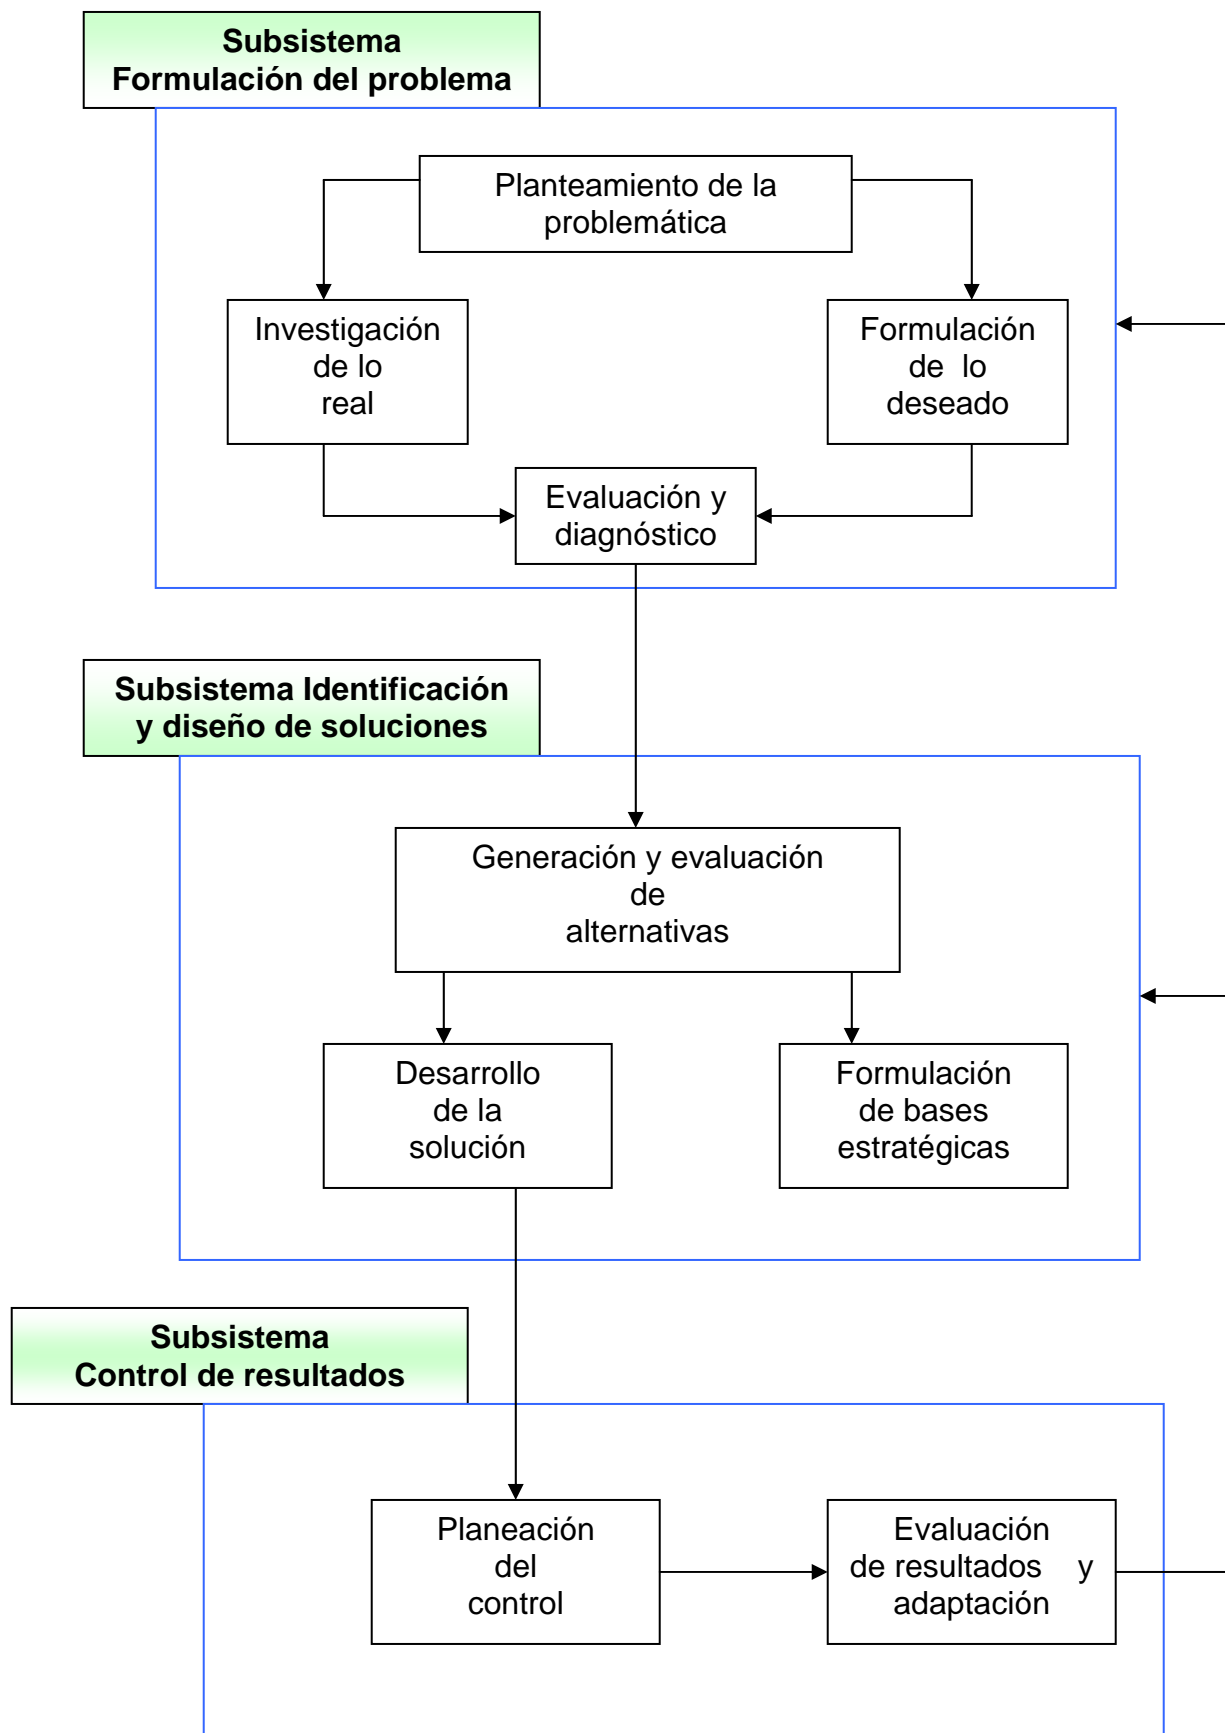 Subsistema
Formulación del problema
Planteamiento de la
problemática
Investigación
de lo
real
Formulación
de lo
deseado
Evaluación y
diagnóstico
Subsistema Identificación
y diseño de soluciones
Generación y evaluación
de
alternativas
Desarrollo
de la
solución
Formulación
de bases
estratégicas
Subsistema
Control de resultados
Planeación
del
control
Evaluación
de resultados y
adaptación